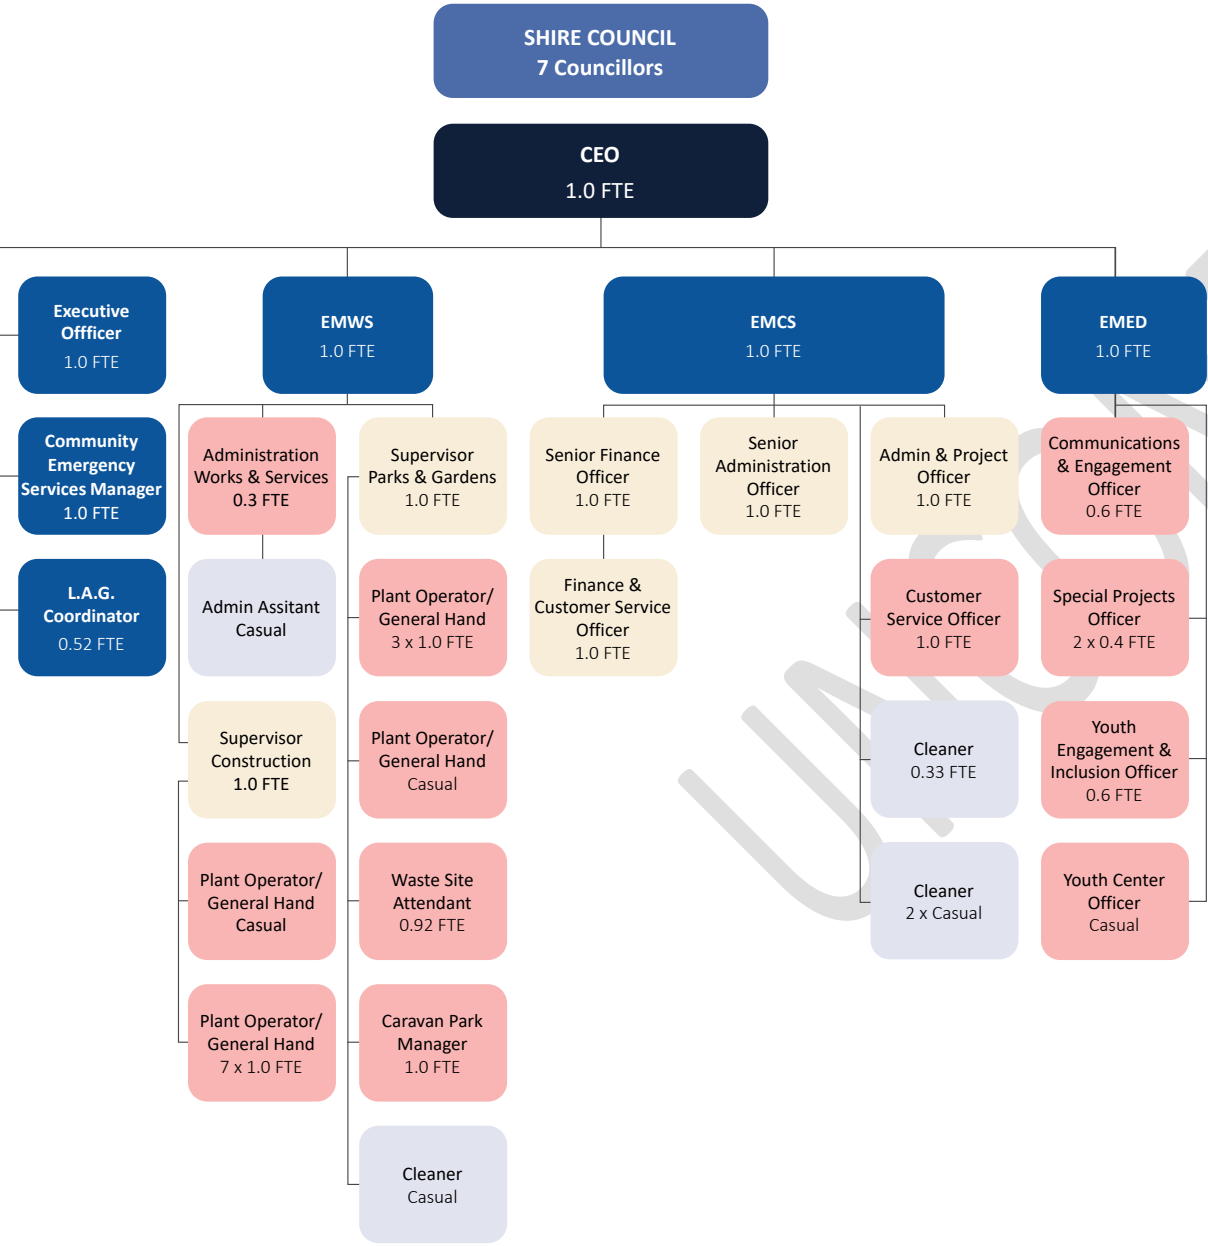 SHIRE COUNCIL
7 Councillors
CEO
1.0 FTE
Executive
Offficer
1.0 FTE
EMWS
1.0 FTE
EMCS
1.0 FTE
EMED
1.0 FTE
Community
Emergency
Services Manager
1.0 FTE
Administration
Works & Services
0.3 FTE
Supervisor
Parks & Gardens
1.0 FTE
Senior Finance
Officer
1.0 FTE
Senior
Administration
Officer
1.0 FTE
Admin & Project
Officer
1.0 FTE
Communications
& Engagement
Officer
0.6 FTE
L.A.G.
Coordinator
0.52 FTE
Admin Assitant
Casual
Plant Operator/
General Hand
3 x 1.0 FTE
Finance &
Customer Service
Officer
1.0 FTE
Customer
Service Officer
1.0 FTE
Special Projects
Officer
2 x 0.4 FTE
Supervisor
Construction
1.0 FTE
Plant Operator/
General Hand
Casual
Cleaner
0.33 FTE
Youth
Engagement &
Inclusion Officer
0.6 FTE
Plant Operator/
General Hand
Casual
Waste Site
Attendant
0.92 FTE
Cleaner
2 x Casual
Youth Center
Officer
Casual
Plant Operator/
General Hand
7 x 1.0 FTE
Caravan Park
Manager
1.0 FTE
Cleaner
Casual